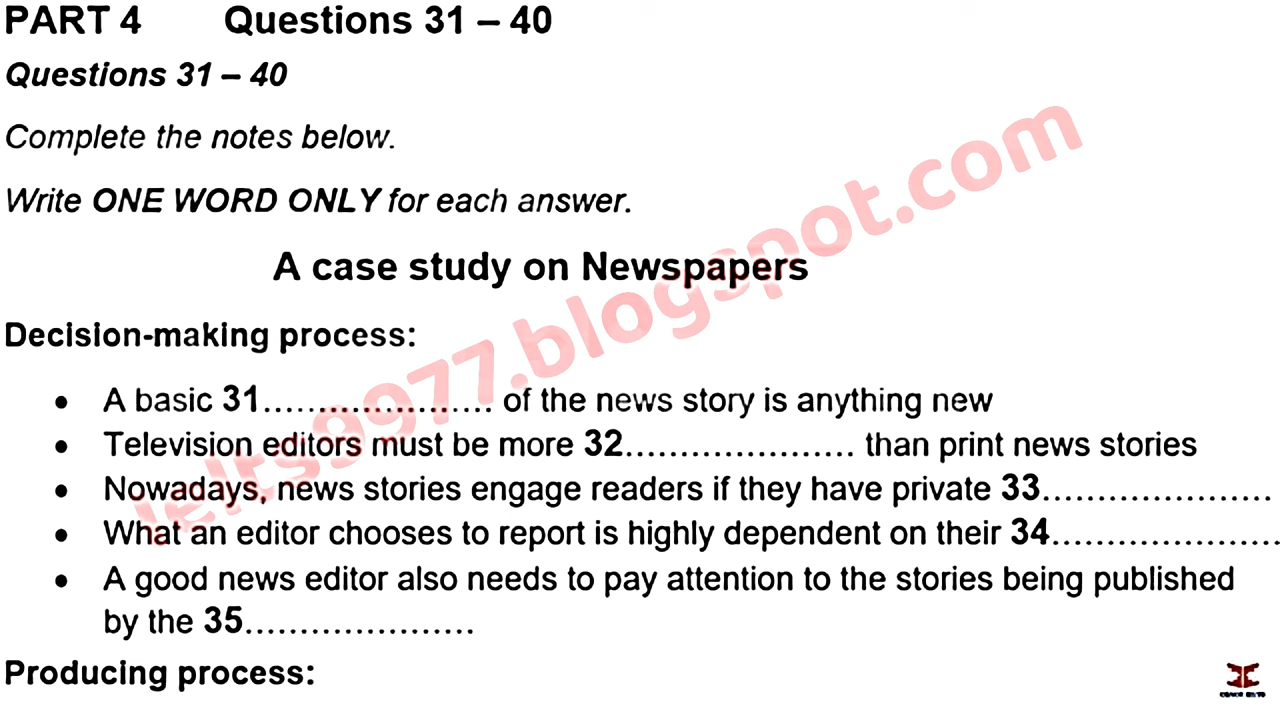 PART 4 Questions 31 – 40
Questions 31 – 40
Complete the notes below.
Write ONE WORD ONLY for each answer.
A case study on Newspapers
Decision-making process:
• A basic 31..................... of the news story is anything new
• Television editors must be more 32..................... than print news stories
• Nowadays, news stories engage readers if they have private 33.....................
• What an editor chooses to report is highly dependent on their 34.....................
• A good news editor also needs to pay attention to the stories being published
by the 35.....................
Producing process:
Ielts9977.blogspot.com